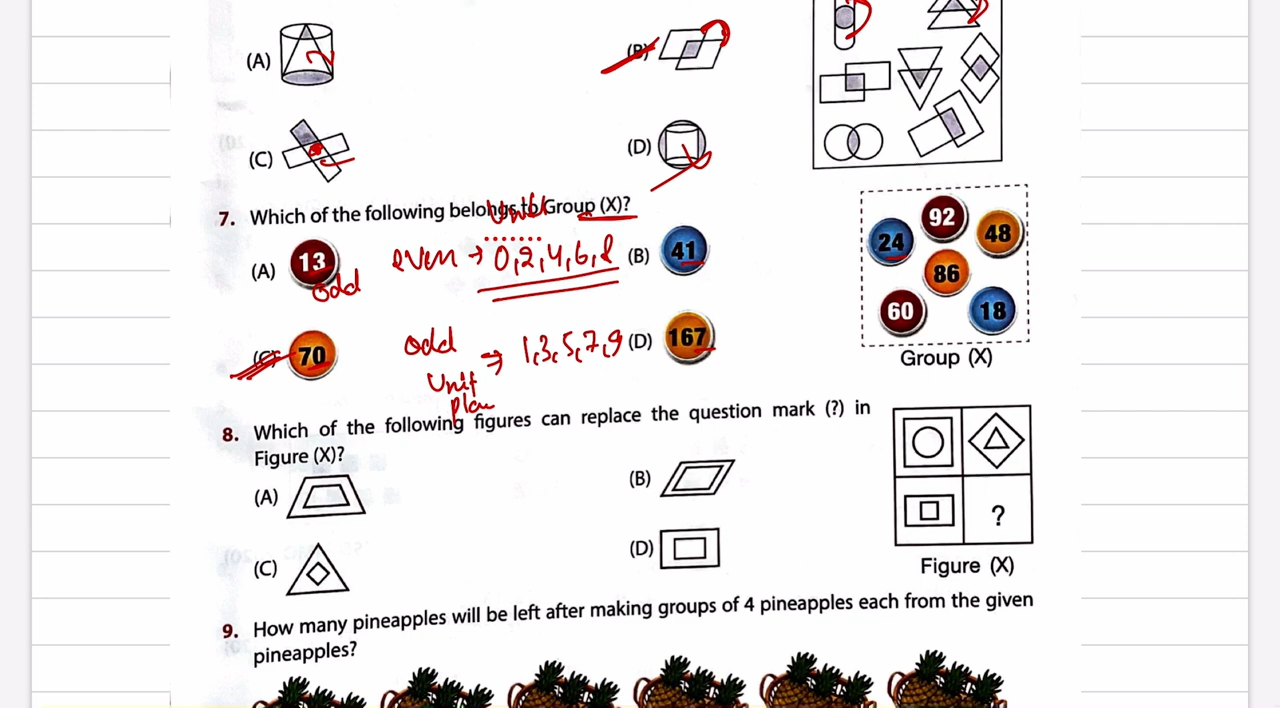 (A)
(B)
(C)
(D)
7. Which of the following belongs to Group (X)?
Unit
(A) 13
odd
even → 0,2,4,6,8
(B) 41
(C) 70
odd
Unit
⇒ 1,3,5,7,9
(D) 167
92
24
48
86
60
18
Group (X)
8. Which of the following figures can replace the question mark (?) in
Figure (X)?
(A)
(B)
(C)
(D)
?
Figure (X)
9. How many pineapples will be left after making groups of 4 pineapples each from the given
pineapples?